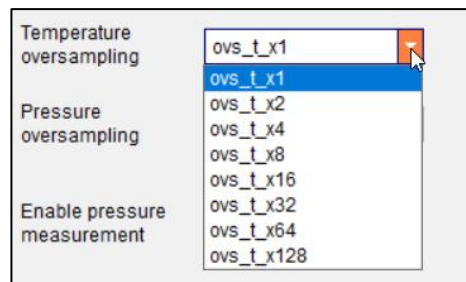 Temperature
oversampling
ovs_t_x1
ovs_t_x1
ovs_t_x2
ovs_t_x4
ovs_t_x8
ovs_t_x16
ovs_t_x32
ovs_t_x64
ovs_t_x128
Pressure
oversampling
Enable pressure
measurement